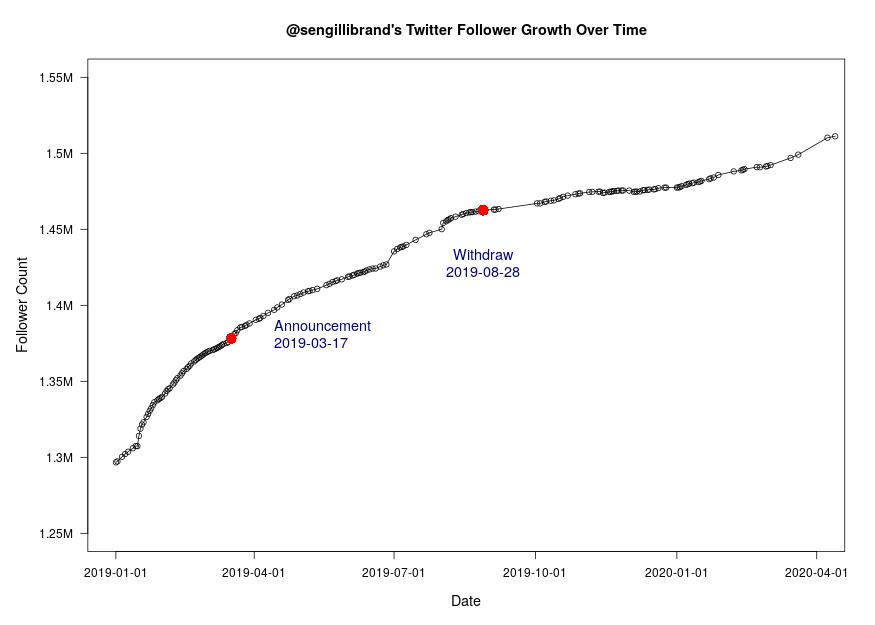 @sengillibrand's Twitter Follower Growth Over Time
1.55M
1.5M
1.45M
1.4M
1.35M
1.3M
1.25M
Follower Count
Withdraw
2019-08-28
Announcement
2019-03-17
2019-01-01
2019-04-01
2019-07-01
2019-10-01
2020-01-01
2020-04-01
Date